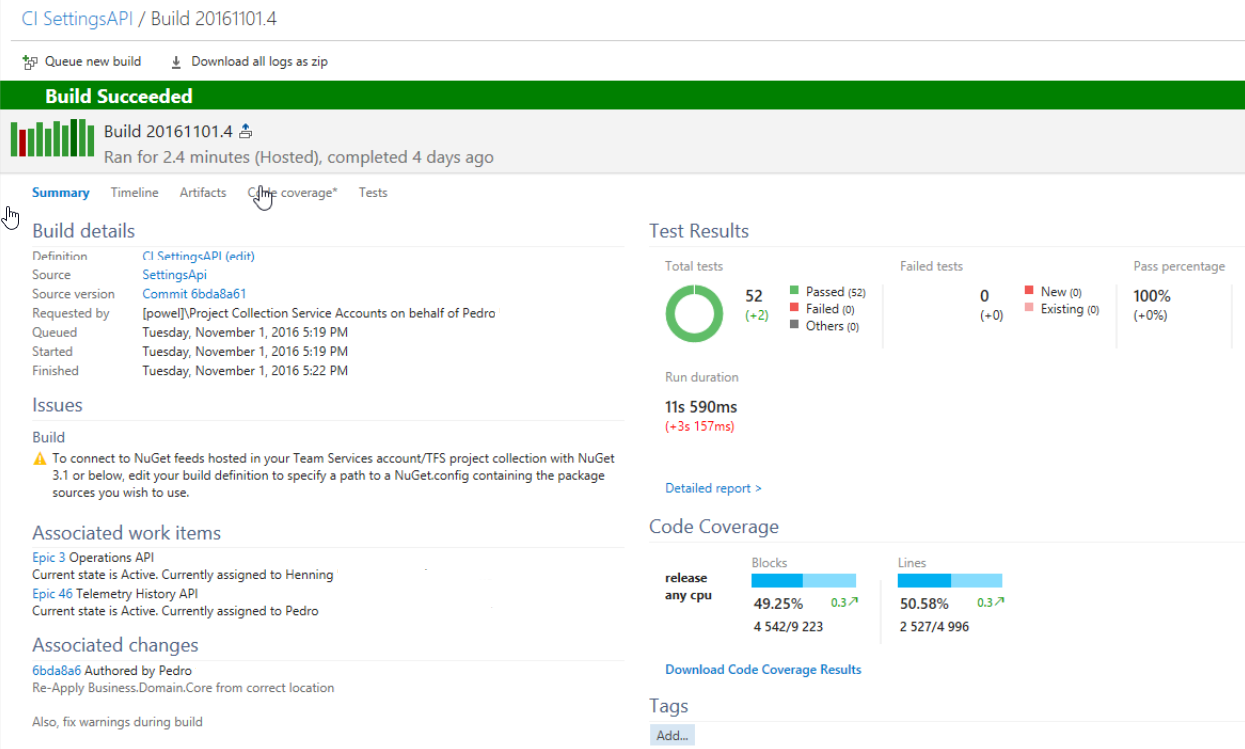 CI SettingsAPI / Build 20161101.4
Queue new build Download all logs as zip
Build Succeeded
Build 20161101.4
Ran for 2.4 minutes (Hosted), completed 4 days ago
Summary Timeline Artifacts Code coverage* Tests
Build details
Definition CI SettingsAPI (edit)
Source SettingsApi
Source version Commit 6bda8a61
Requested by [powel]\Project Collection Service Accounts on behalf of Pedro
Queued Tuesday, November 1, 2016 5:19 PM
Started Tuesday, November 1, 2016 5:19 PM
Finished Tuesday, November 1, 2016 5:22 PM
Issues
Build
To connect to NuGet feeds hosted in your Team Services account/TFS project collection with NuGet
3.1 or below, edit your build definition to specify a path to a NuGet.config containing the package
sources you wish to use.
Associated work items
Epic 3 Operations API
Current state is Active. Currently assigned to Henning
Epic 46 Telemetry History API
Current state is Active. Currently assigned to Pedro
Associated changes
6bda8a6 Authored by Pedro
Re-Apply Business.Domain.Core from correct location
Also, fix warnings during build
Test Results
Total tests Failed tests Pass percentage
52
(+2)
Passed (52)
Failed (0)
Others (0)
0
(+0)
New (0)
Existing (0)
100%
(+0%)
Run duration
11s 590ms
(+3s 157ms)
Detailed report >
Code Coverage
release
any cpu
Blocks
49.25% 0.3
4 542/9 223
Lines
50.58% 0.3
2 527/4 996
Download Code Coverage Results
Tags
Add...